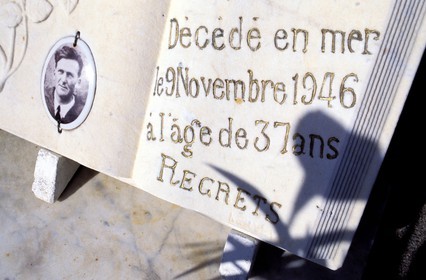 Décédé en mer
le 9 Novembre 1946
à l'âge de 37 ans
REGRETS